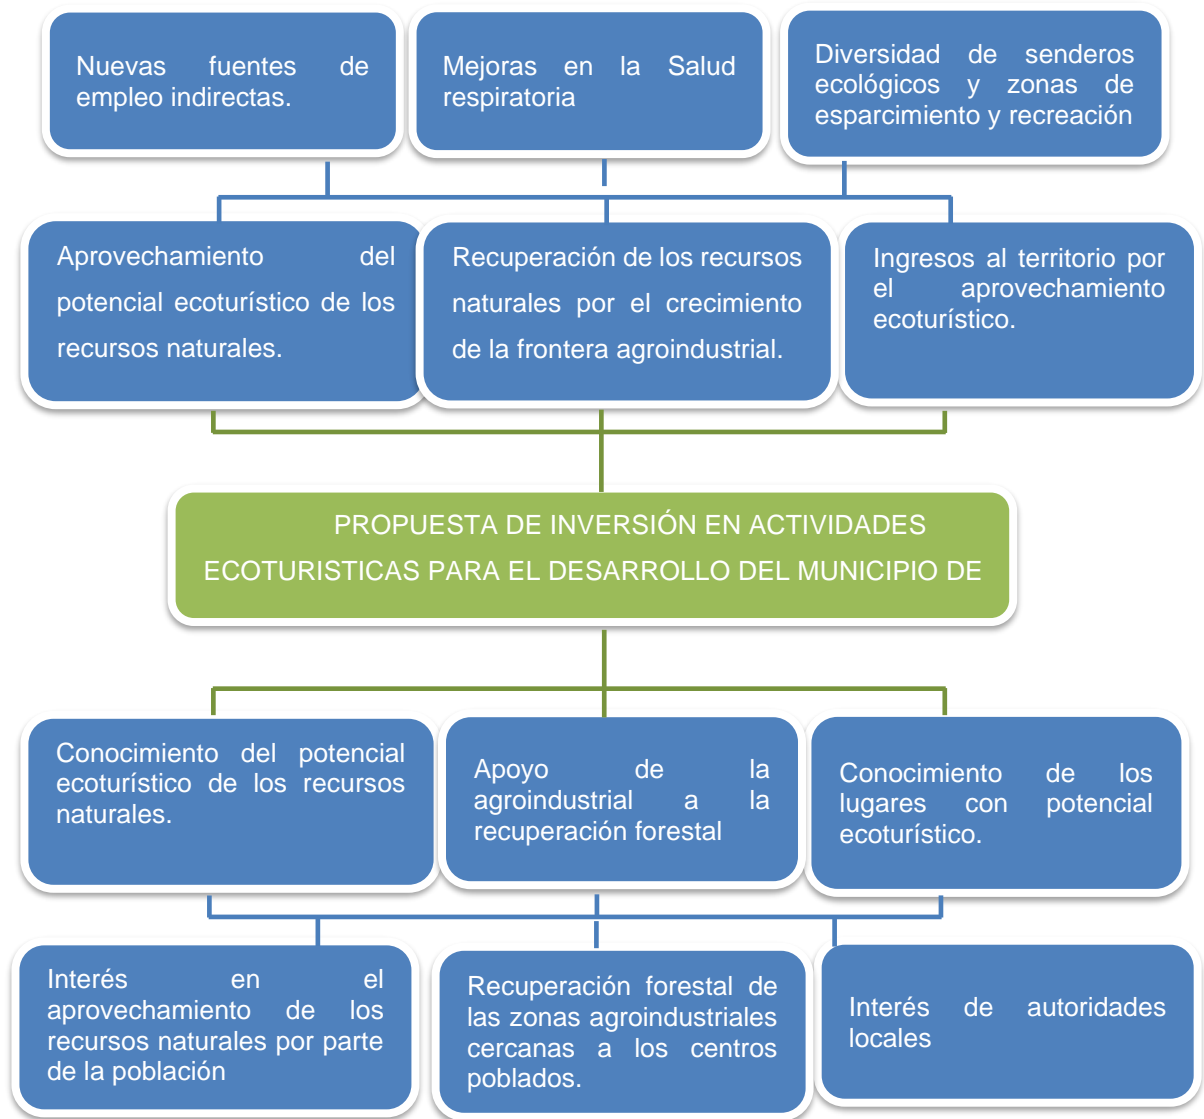 Nuevas fuentes de
empleo indirectas.
Mejoras en la Salud
respiratoria
Diversidad de senderos
ecológicos y zonas de
esparcimiento y recreación
Aprovechamiento del
potencial ecoturístico de los
recursos naturales.
Recuperación de los recursos
naturales por el crecimiento
de la frontera agroindustrial.
Ingresos al territorio por
el aprovechamiento
ecoturístico.
PROPUESTA DE INVERSIÓN EN ACTIVIDADES
ECOTURISTICAS PARA EL DESARROLLO DEL MUNICIPIO DE
Conocimiento del potencial
ecoturístico de los recursos
naturales.
Apoyo de la
agroindustrial a la
recuperación forestal
Conocimiento de los
lugares con potencial
ecoturístico.
Interés en el
aprovechamiento de los
recursos naturales por parte
de la población
Recuperación forestal de
las zonas agroindustriales
cercanas a los centros
poblados.
Interés de autoridades
locales